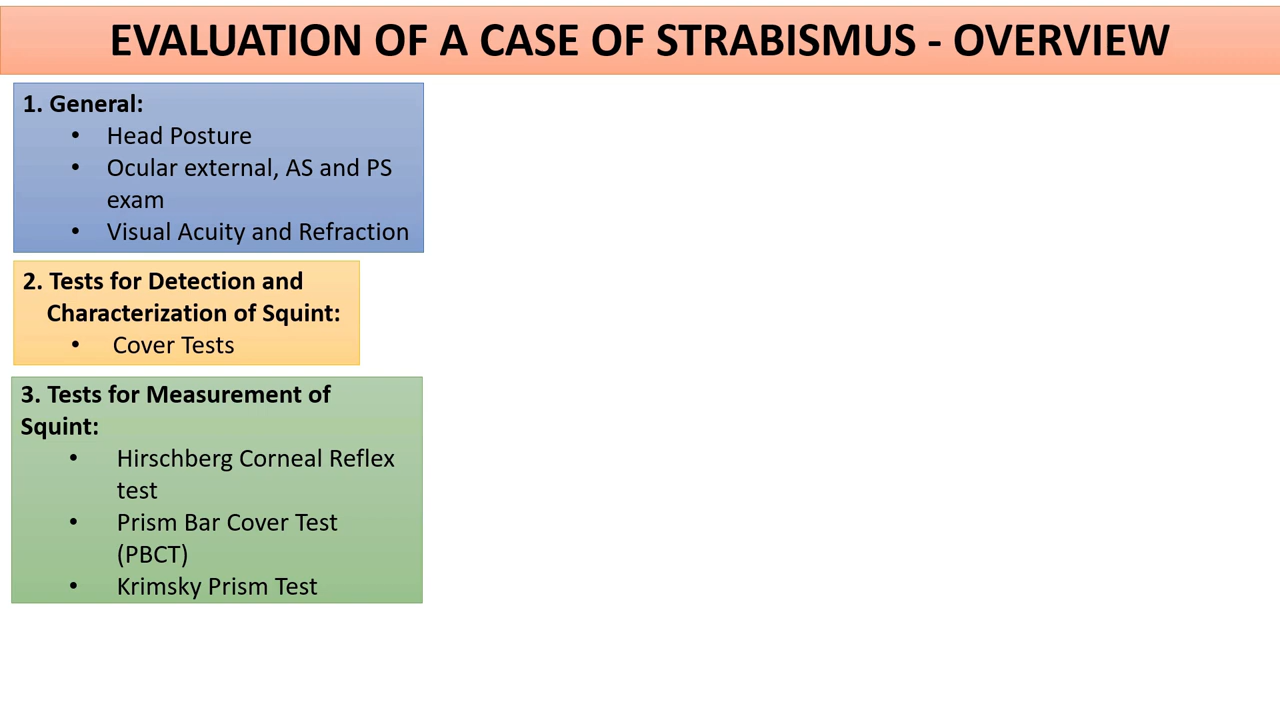 EVALUATION OF A CASE OF STRABISMUS - OVERVIEW
1. General:
• Head Posture
• Ocular external, AS and PS
exam
• Visual Acuity and Refraction
2. Tests for Detection and
Characterization of Squint:
• Cover Tests
3. Tests for Measurement of
Squint:
• Hirschberg Corneal Reflex
test
• Prism Bar Cover Test
(PBCT)
• Krimsky Prism Test